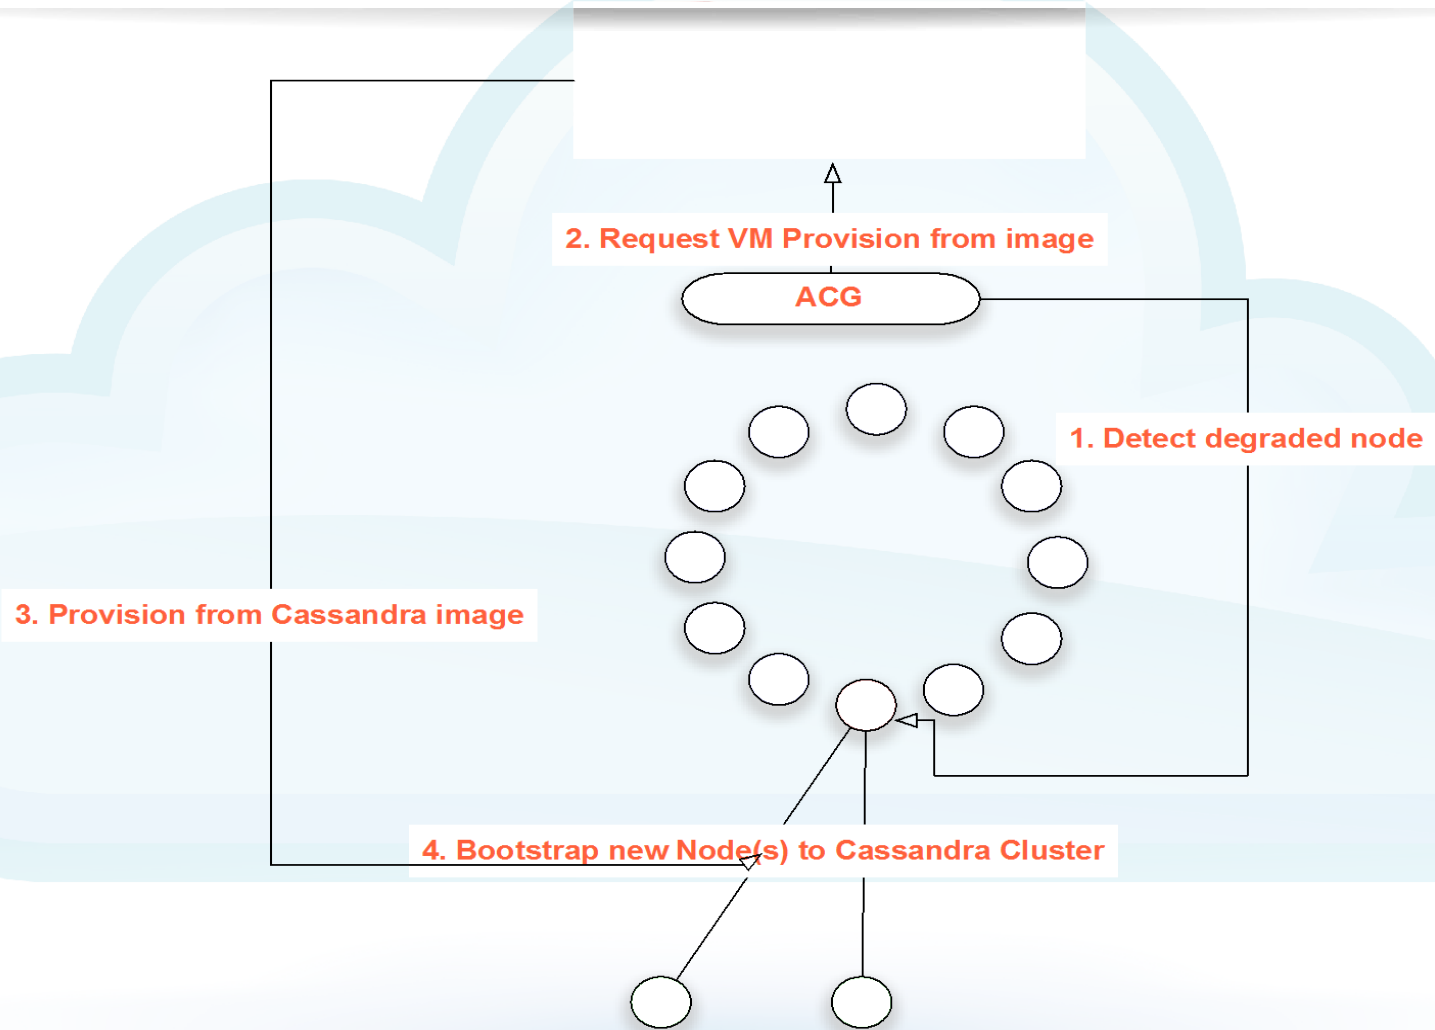 2. Request VM Provision from image
ACG
1. Detect degraded node
3. Provision from Cassandra image
4. Bootstrap new Node(s) to Cassandra Cluster